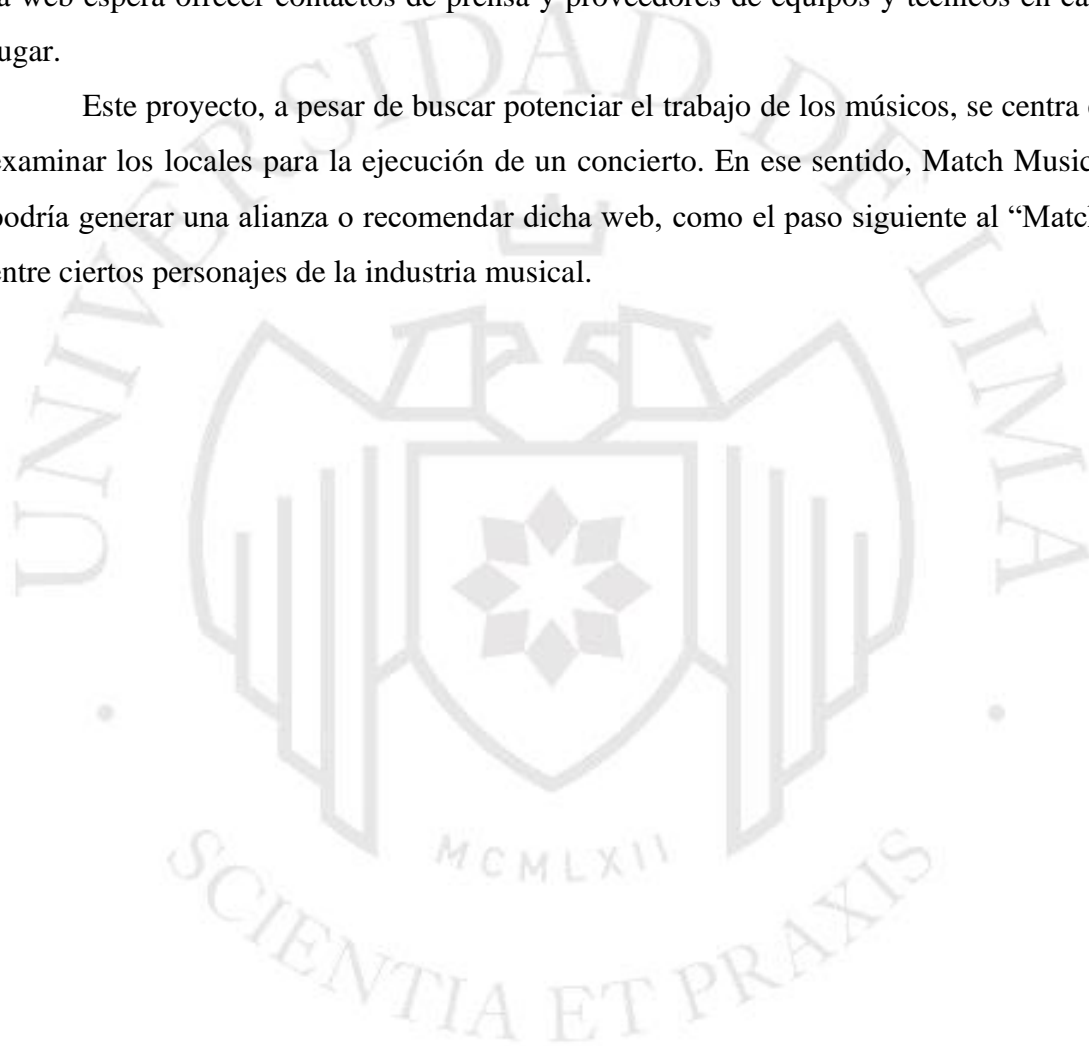 la web espera ofrecer contactos de prensa y proveedores de equipos y técnicos en ca
ugar.
Este proyecto, a pesar de buscar potenciar el trabajo de los músicos, se centra e
examinar los locales para la ejecución de un concierto. En ese sentido, Match Music
podría generar una alianza o recomendar dicha web, como el paso siguiente al “Match
entre ciertos personajes de la industria musical.
UNIVERSIDAD DE LIMA
MCMLXII
SCIENTIA ET PRAXIS